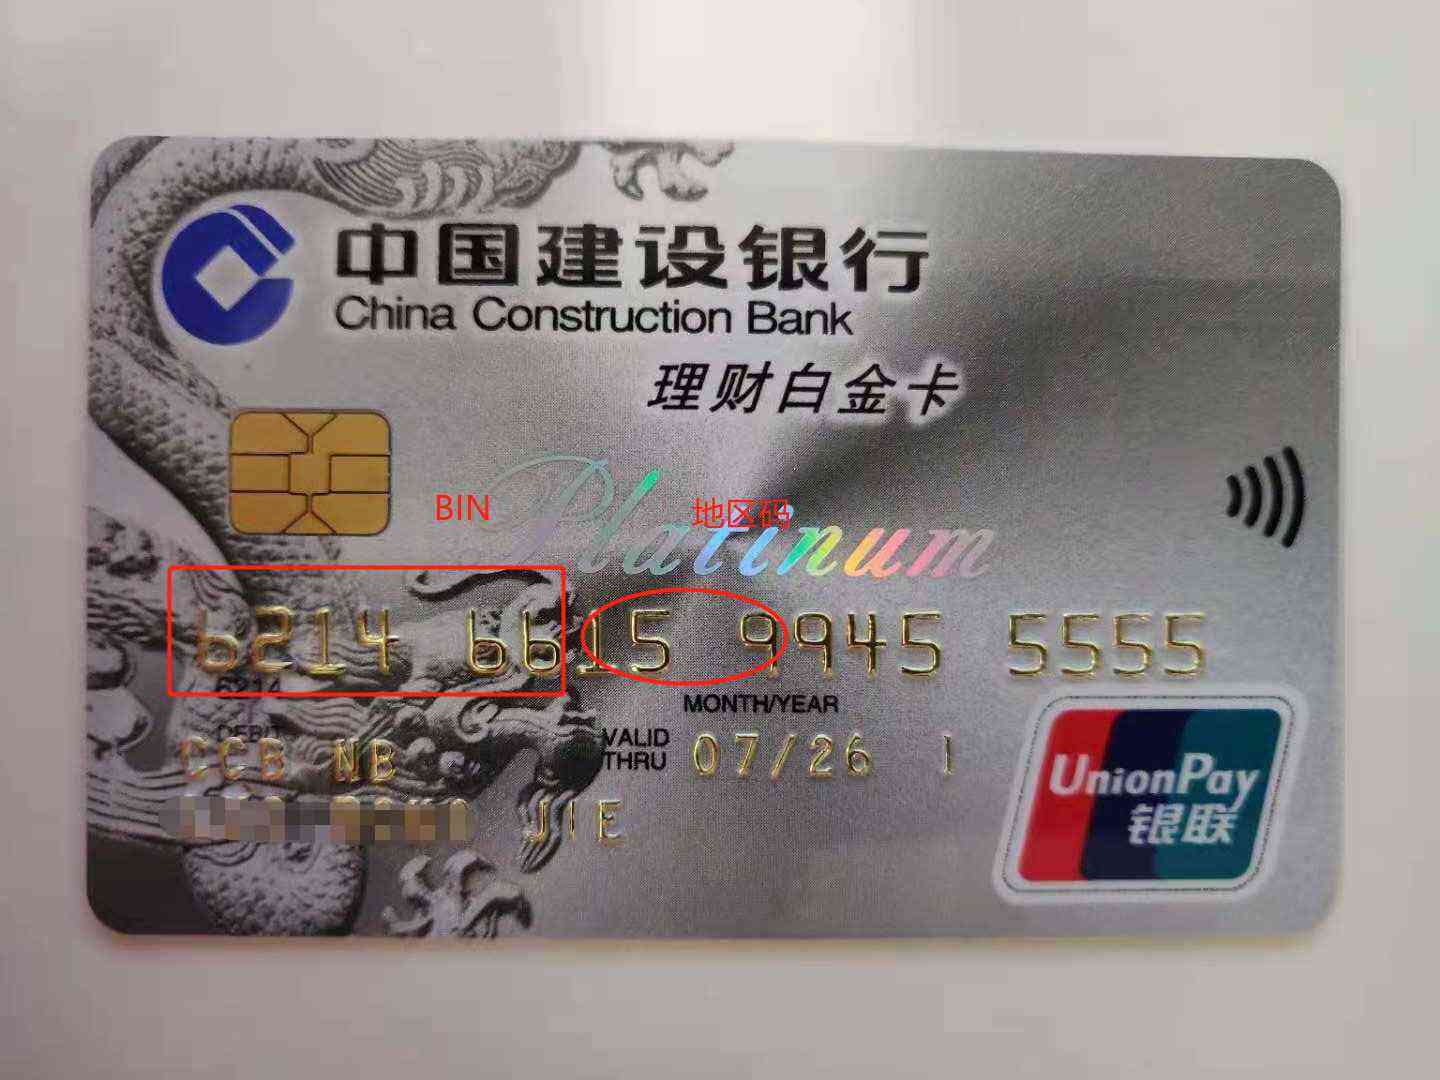 中国建设银行
China Construction Bank
理财白金卡
Platinum
BIN
地区码
6214 6615 9945 5555
6214
MONTH/YEAR
DEBIT
CCB NB
VALID THRU 07/26
JIE
UnionPay
银联